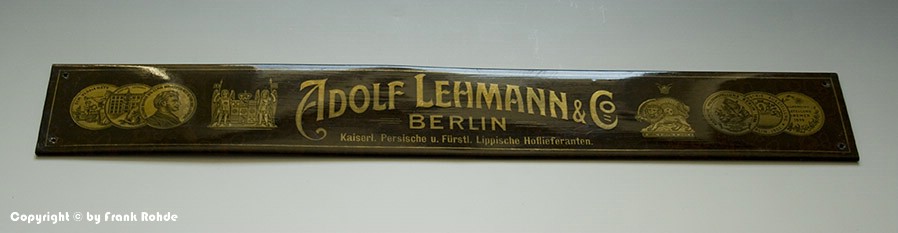 ADOLF LEHMANN & Co
BERLIN
Kaiserl. Persische u. Fürstl. Lippische Hoflieferanten.
Copyright © by Frank Rohde